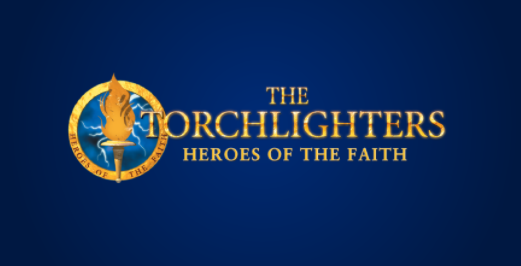 THE
TORCHLIGHTERS
HEROES OF THE FAITH
HEROES OF THE FAITH